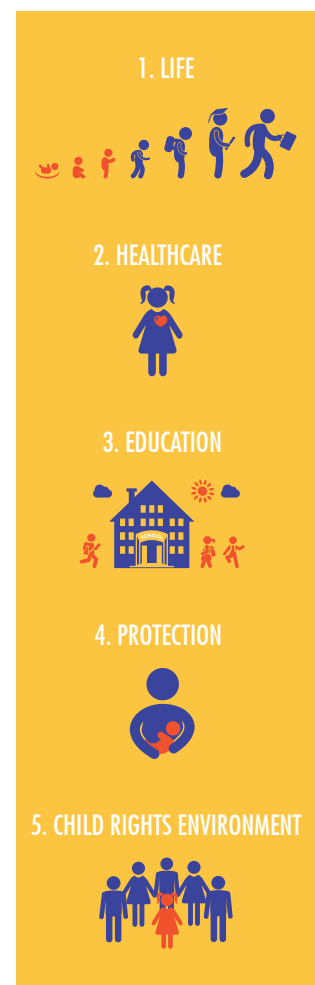 1. LIFE
2. HEALTHCARE
3. EDUCATION
SCHOOL
4. PROTECTION
5. CHILD RIGHTS ENVIRONMENT